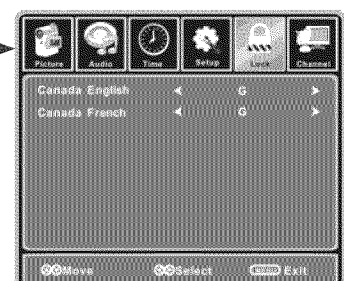 Picture Audio Time Setup Lock Channel
Canada English G
Canada French G
Move Select Exit